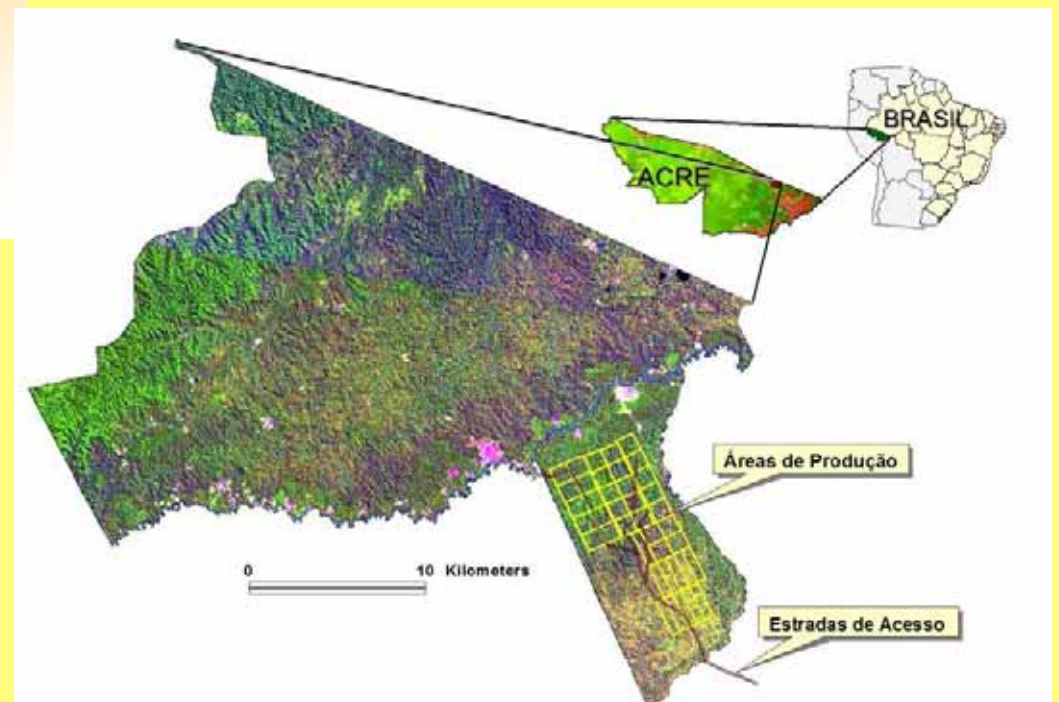 BRASIL
ACRE
Áreas de Produção
0 10 Kilometers
Estradas de Acesso